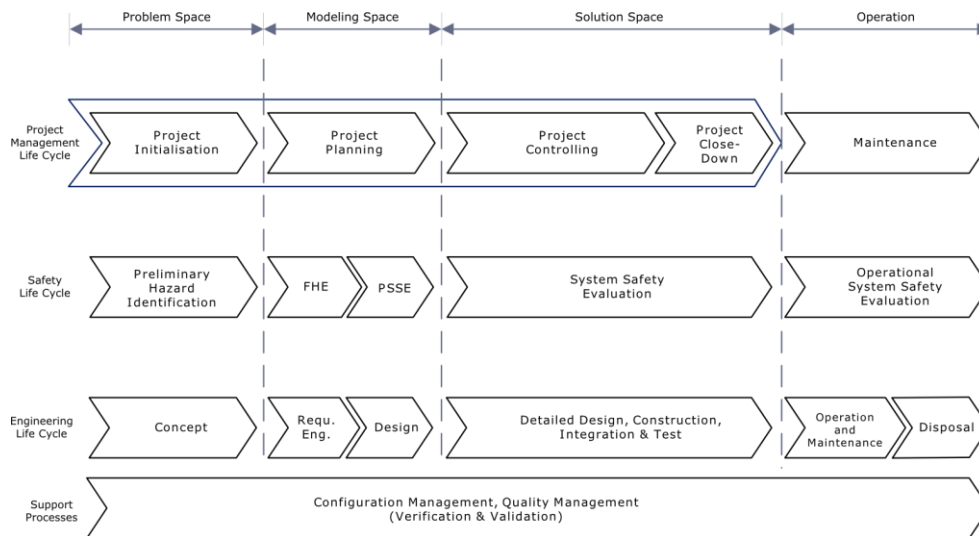 Problem Space
Modeling Space
Solution Space
Operation
Project
Management
Life Cycle
Project
Initialisation
Project
Planning
Project
Controlling
Project
Close-
Down
Maintenance
Safety
Life Cycle
Preliminary
Hazard
Identification
FHE
PSSE
System Safety
Evaluation
Operational
System Safety
Evaluation
Engineering
Life Cycle
Concept
Requ.
Eng.
Design
Detailed Design, Construction,
Integration & Test
Operation
and
Maintenance
Disposal
Support
Processes
Configuration Management, Quality Management
(Verification & Validation)